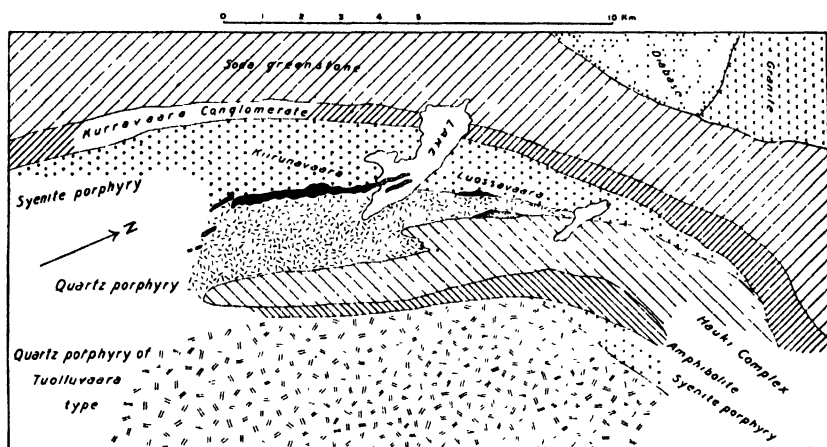 0 1 2 3 4 5 10 Km
Soda greenstone
Diabase
Granite
Kurravaara Conglomerate
LAKE
Kiirunavaara
Luossavaara
Syenite porphyry
N
Quartz porphyry
Quartz porphyry of
Tuolluvaara
type
Hauki Complex
Amphibolite
Syenite porphyry